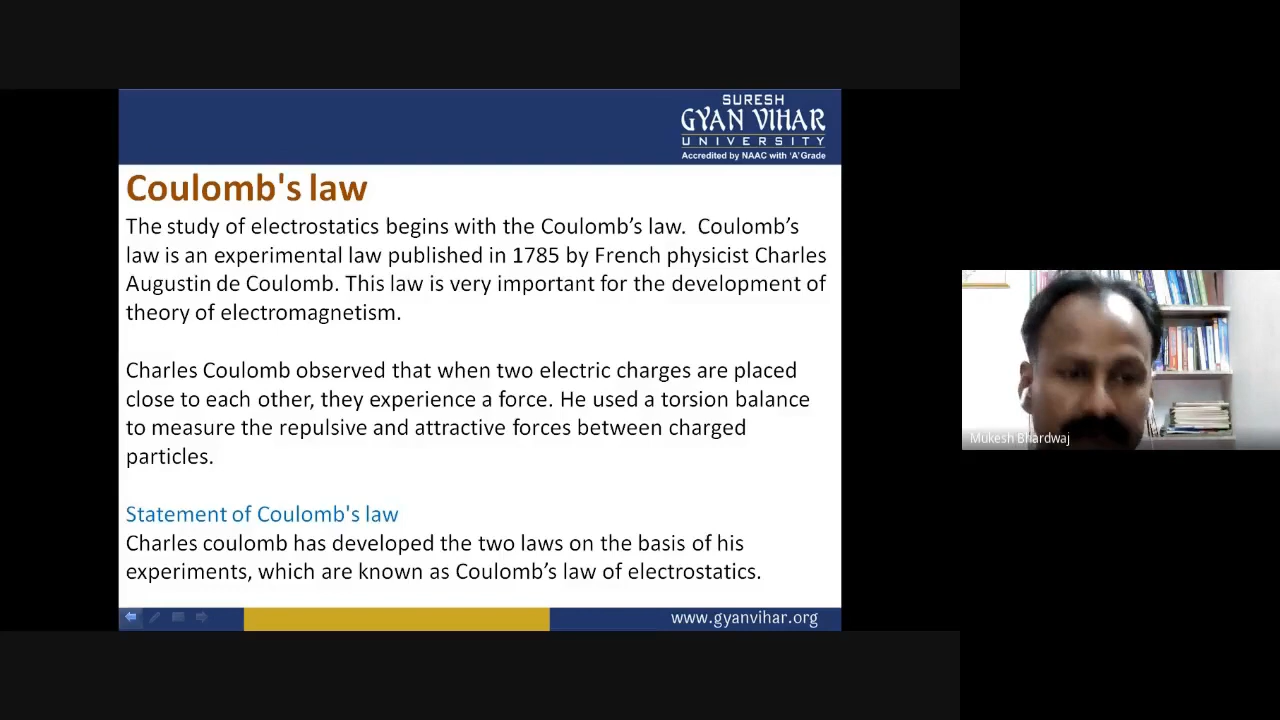 SURESH
GYAN VIHAR
UNIVERSITY
Accredited by NAAC with 'A' Grade
Coulomb's law
The study of electrostatics begins with the Coulomb’s law.  Coulomb’s
law is an experimental law published in 1785 by French physicist Charles
Augustin de Coulomb. This law is very important for the development of
theory of electromagnetism.
Charles Coulomb observed that when two electric charges are placed
close to each other, they experience a force. He used a torsion balance
to measure the repulsive and attractive forces between charged
particles.
Statement of Coulomb's law
Charles coulomb has developed the two laws on the basis of his
experiments, which are known as Coulomb’s law of electrostatics.
www.gyanvihar.org
Mukesh Bhardwaj